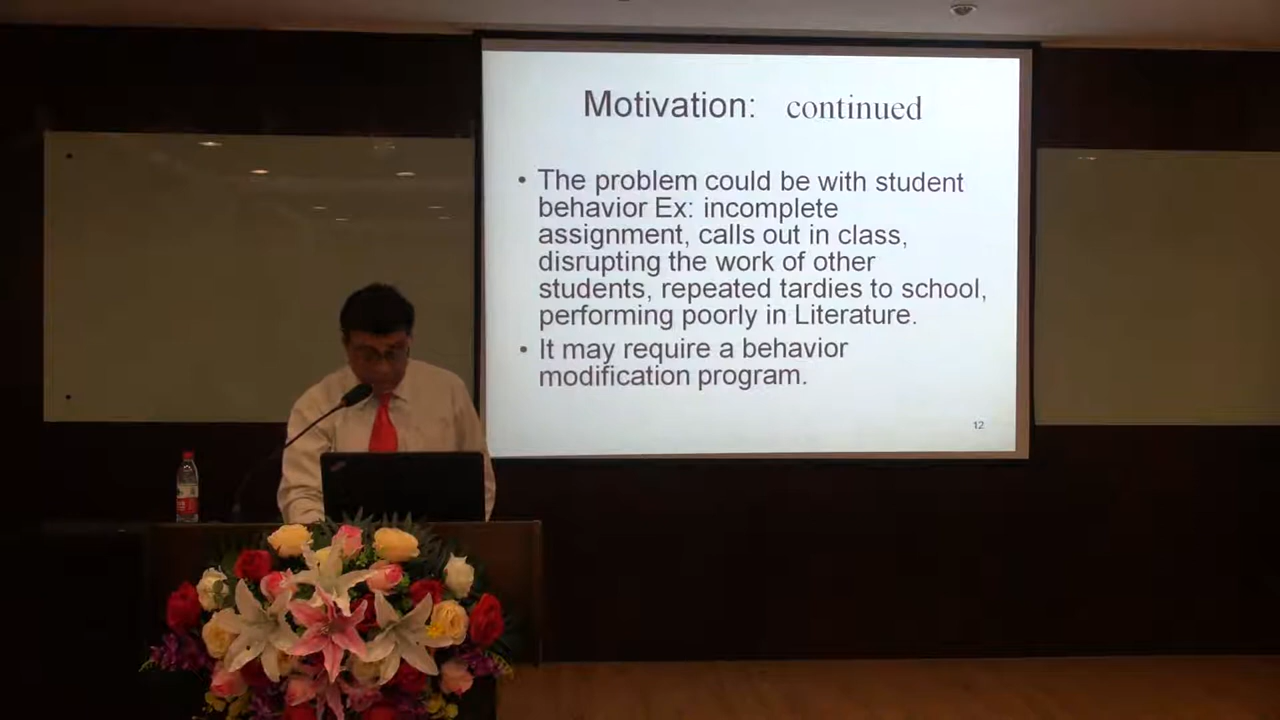 Motivation: continued
• The problem could be with student
behavior Ex: incomplete
assignment, calls out in class,
disrupting the work of other
students, repeated tardies to school,
performing poorly in Literature.
• It may require a behavior
modification program.
12